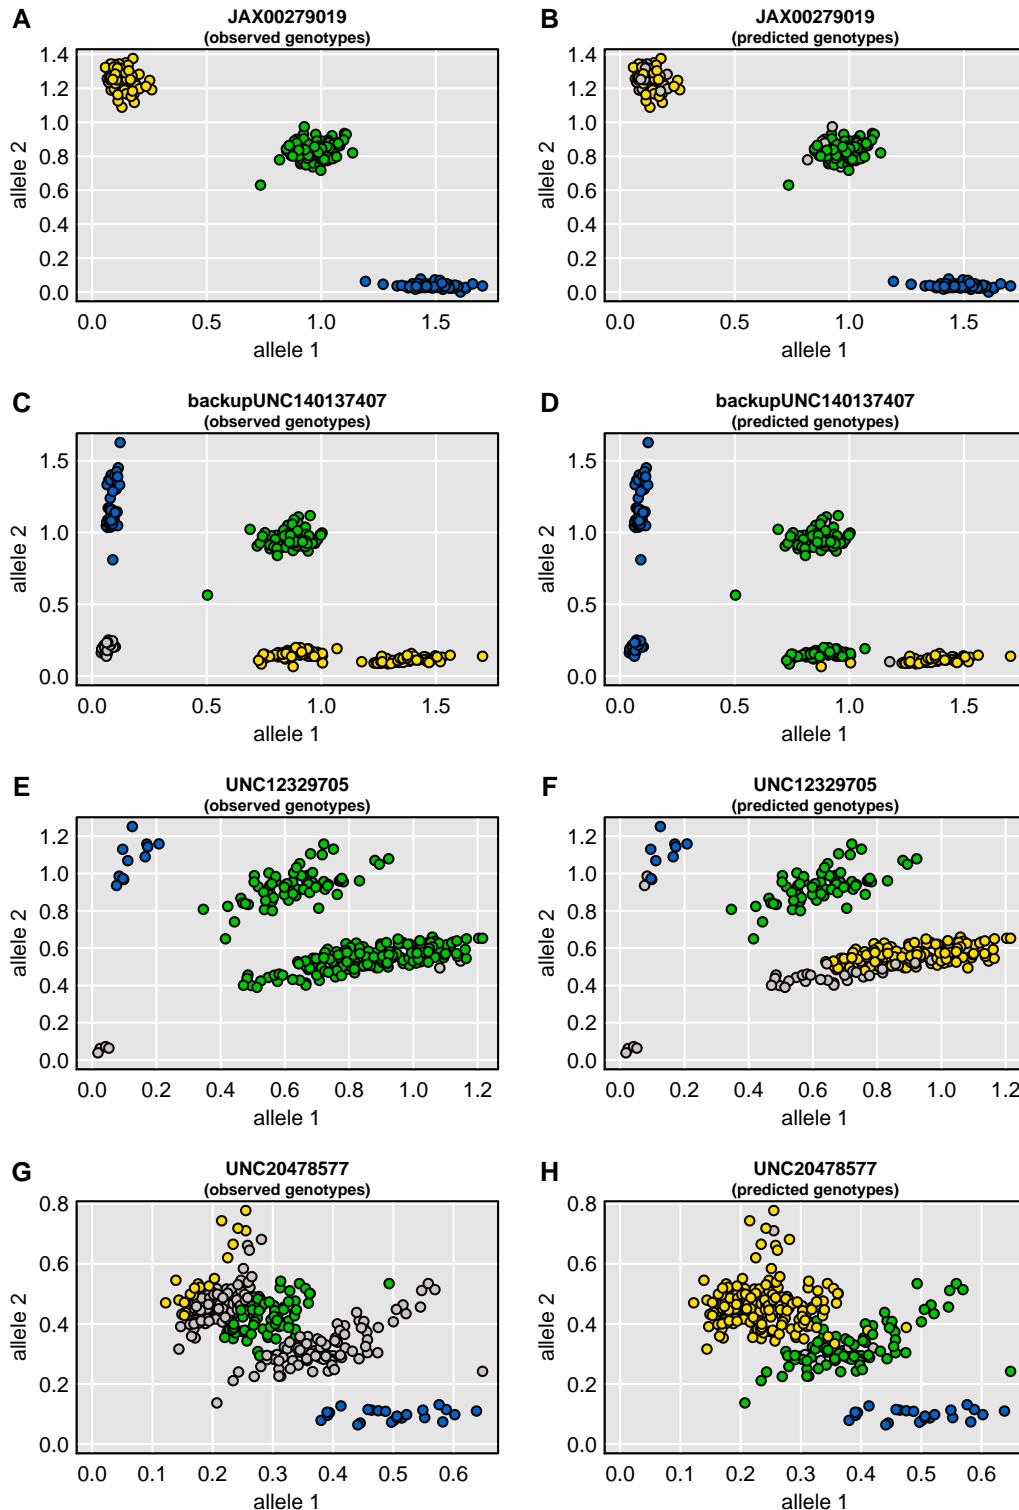 A
JAX00279019
(observed genotypes)
allele 2
1.4
1.2
1.0
0.8
0.6
0.4
0.2
0.0
0.0 0.5 1.0 1.5
allele 1
B
JAX00279019
(predicted genotypes)
allele 2
1.4
1.2
1.0
0.8
0.6
0.4
0.2
0.0
0.0 0.5 1.0 1.5
allele 1
C
backupUNC140137407
(observed genotypes)
allele 2
1.5
1.0
0.5
0.0
0.0 0.5 1.0 1.5
allele 1
D
backupUNC140137407
(predicted genotypes)
allele 2
1.5
1.0
0.5
0.0
0.0 0.5 1.0 1.5
allele 1
E
UNC12329705
(observed genotypes)
allele 2
1.2
1.0
0.8
0.6
0.4
0.2
0.0
0.0 0.2 0.4 0.6 0.8 1.0 1.2
allele 1
F
UNC12329705
(predicted genotypes)
allele 2
1.2
1.0
0.8
0.6
0.4
0.2
0.0
0.0 0.2 0.4 0.6 0.8 1.0 1.2
allele 1
G
UNC20478577
(observed genotypes)
allele 2
0.8
0.6
0.4
0.2
0.0
0.0 0.1 0.2 0.3 0.4 0.5 0.6
allele 1
H
UNC20478577
(predicted genotypes)
allele 2
0.8
0.6
0.4
0.2
0.0
0.0 0.1 0.2 0.3 0.4 0.5 0.6
allele 1